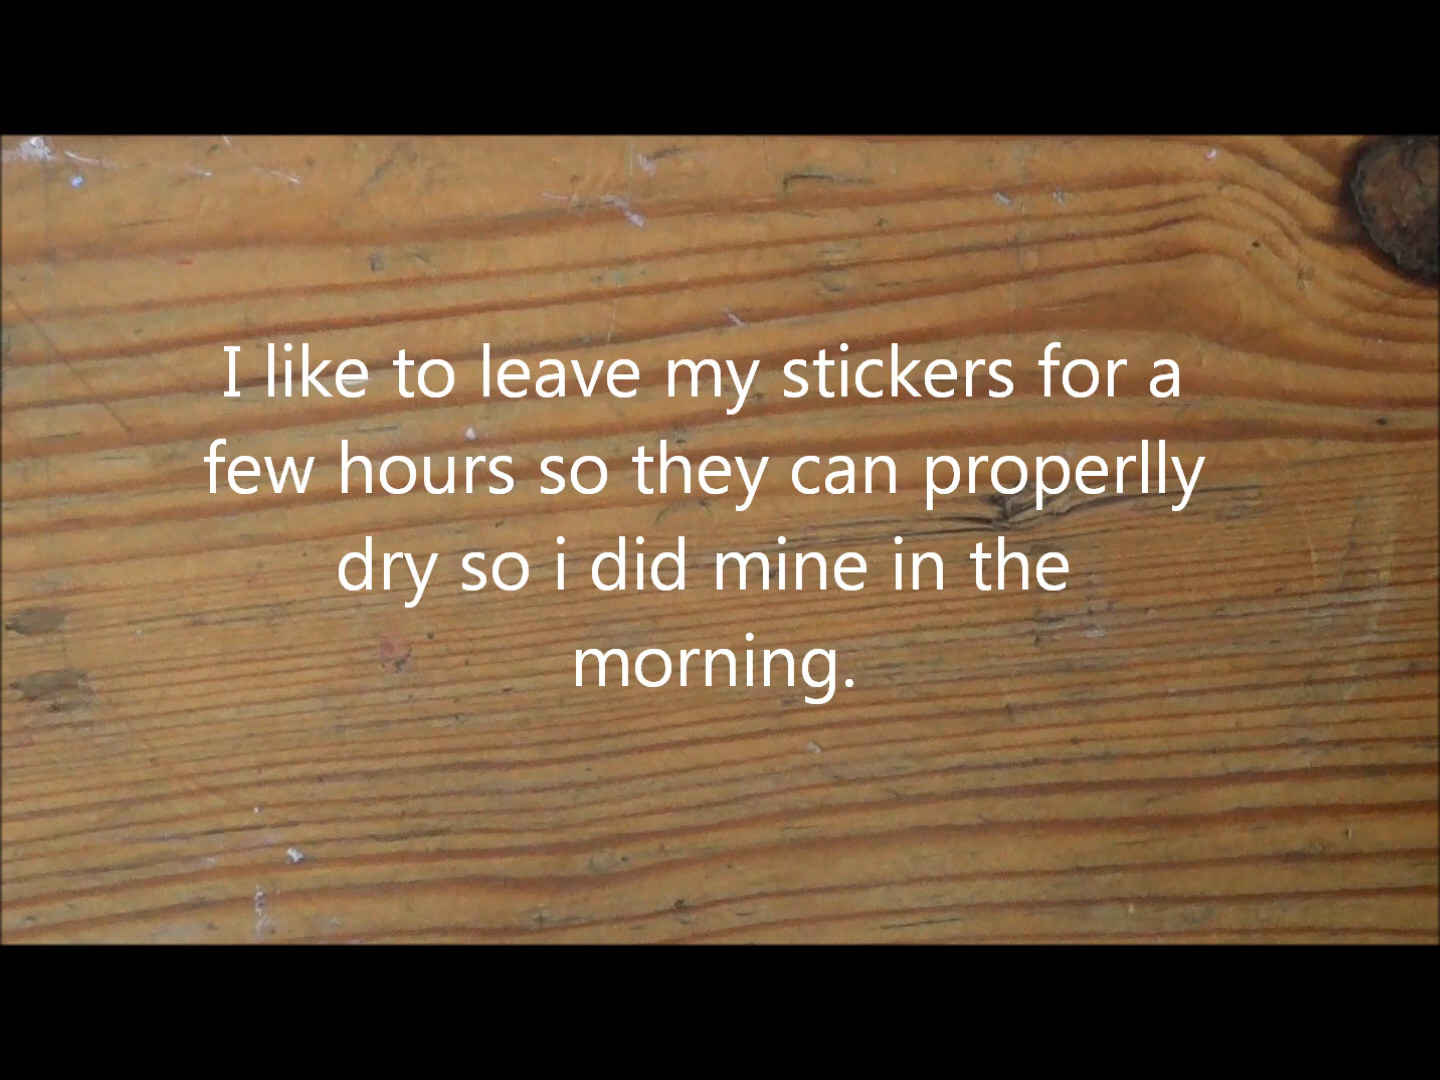 I like to leave my stickers for a
few hours so they can properlly
dry so i did mine in the
morning.